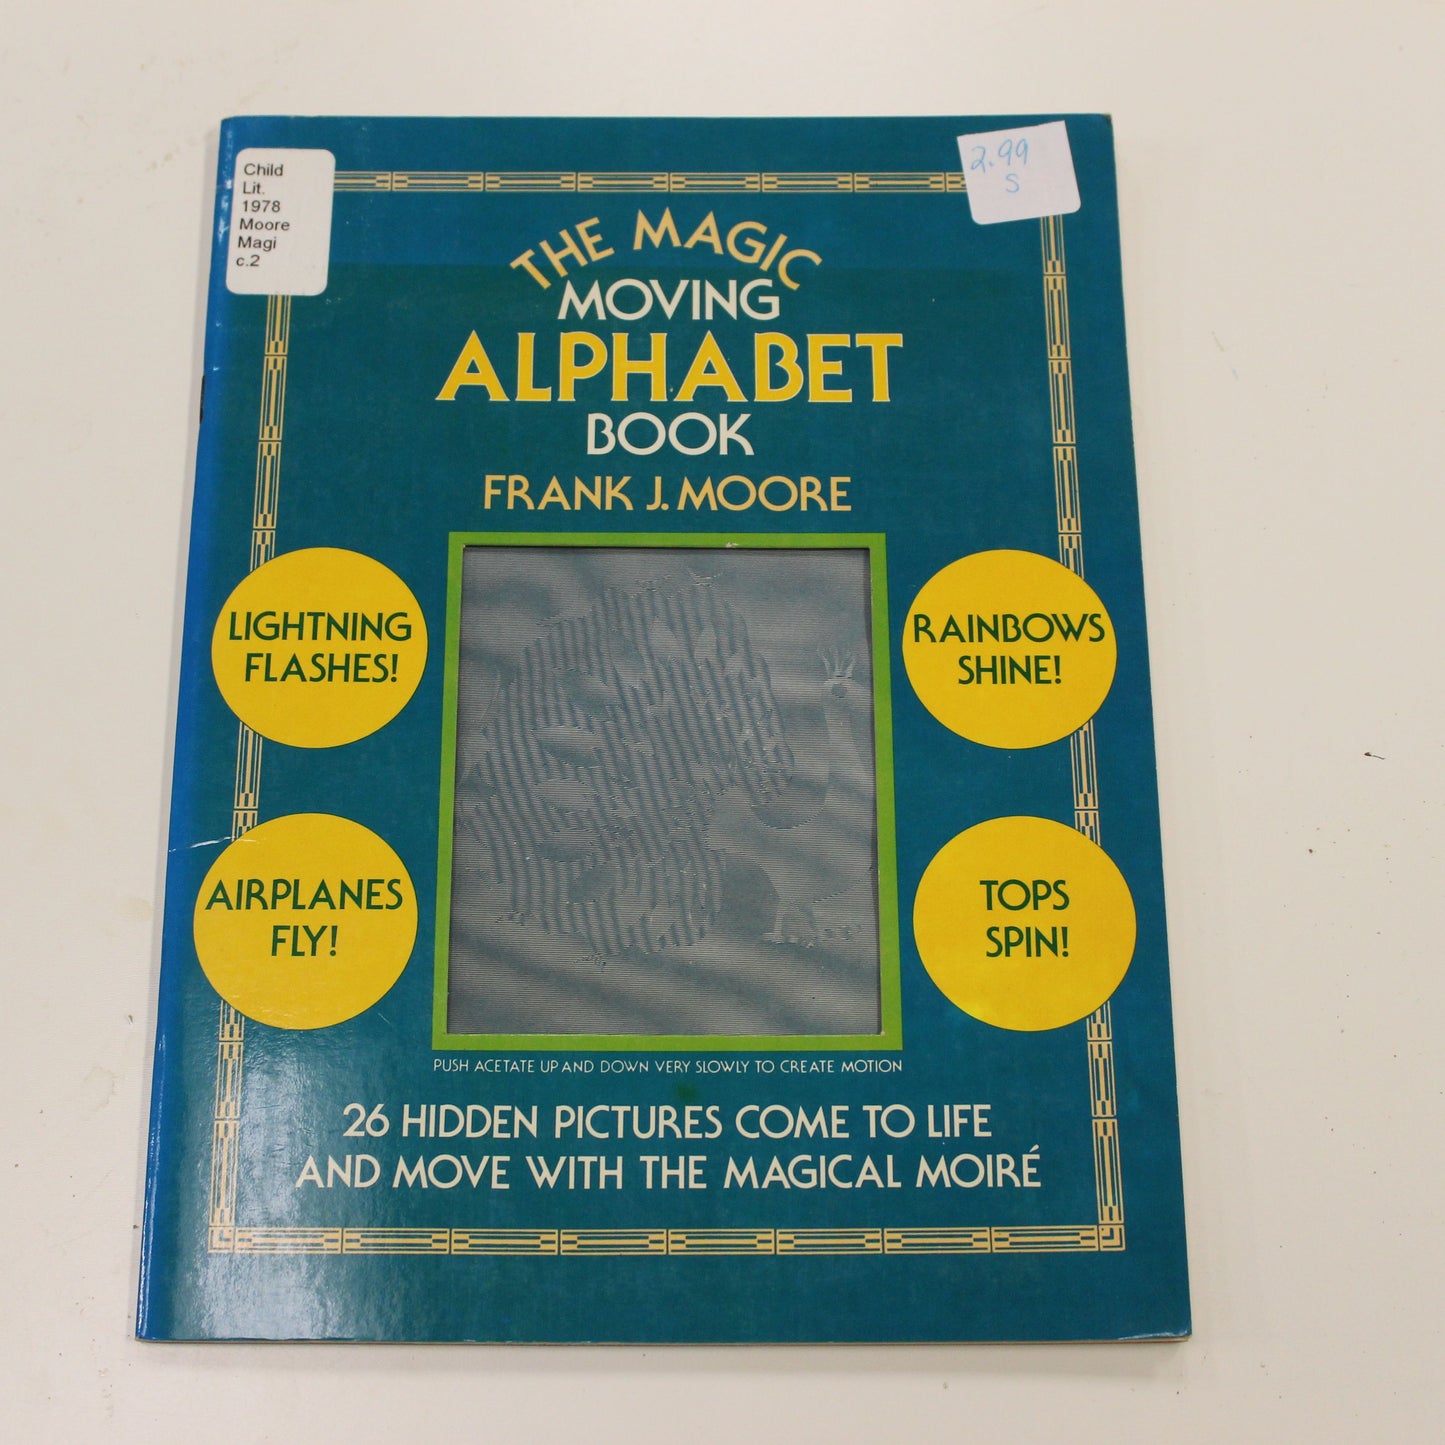 Child
Lit.
1978
Moore
Magi
c.2
2.99
S
THE MAGIC
MOVING
ALPHABET
BOOK
FRANK J. MOORE
LIGHTNING
FLASHES!
RAINBOWS
SHINE!
AIRPLANES
FLY!
TOPS
SPIN!
PUSH ACETATE UP AND DOWN VERY SLOWLY TO CREATE MOTION
26 HIDDEN PICTURES COME TO LIFE
AND MOVE WITH THE MAGICAL MOIRÉ